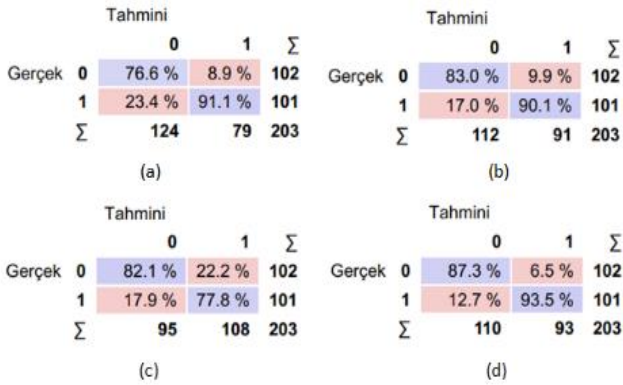 Tahmini
0 1 ∑
Gerçek 0 76.6 % 8.9 % 102
1 23.4 % 91.1 % 101
∑ 124 79 203
(a)
Tahmini
0 1 ∑
Gerçek 0 83.0 % 9.9 % 102
1 17.0 % 90.1 % 101
∑ 112 91 203
(b)
Tahmini
0 1 ∑
Gerçek 0 82.1 % 22.2 % 102
1 17.9 % 77.8 % 101
∑ 95 108 203
(c)
Tahmini
0 1 ∑
Gerçek 0 87.3 % 6.5 % 102
1 12.7 % 93.5 % 101
∑ 110 93 203
(d)